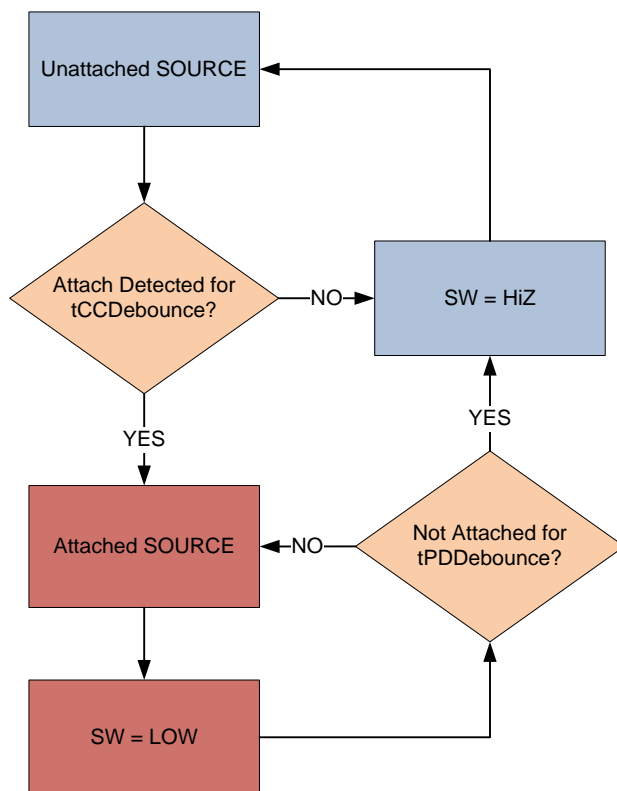 Unattached SOURCE
Attach Detected for
tCCDebounce?
NO
SW = HiZ
YES
YES
Attached SOURCE
NO
Not Attached for
tPDDebounce?
SW = LOW